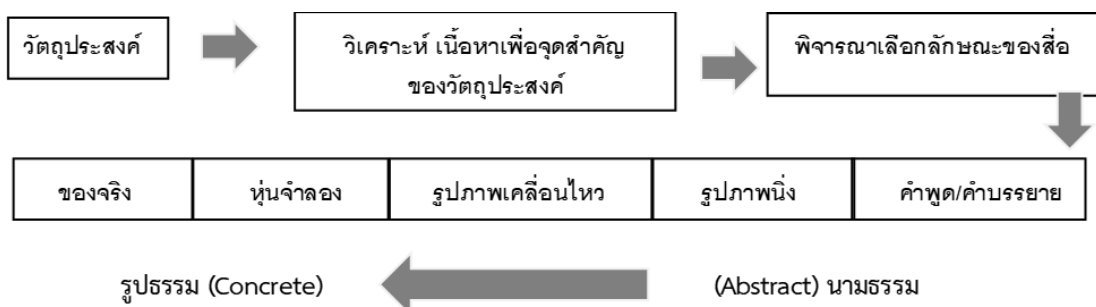 วัตถุประสงค์
วิเคราะห์ เนื้อหาเพื่อจุดสำคัญ
ของวัตถุประสงค์
พิจารณาเลือกลักษณะของสื่อ
ของจริง
หุ่นจำลอง
รูปภาพเคลื่อนไหว
รูปภาพนิ่ง
คำพูด/คำบรรยาย
รูปธรรม (Concrete)
(Abstract) นามธรรม